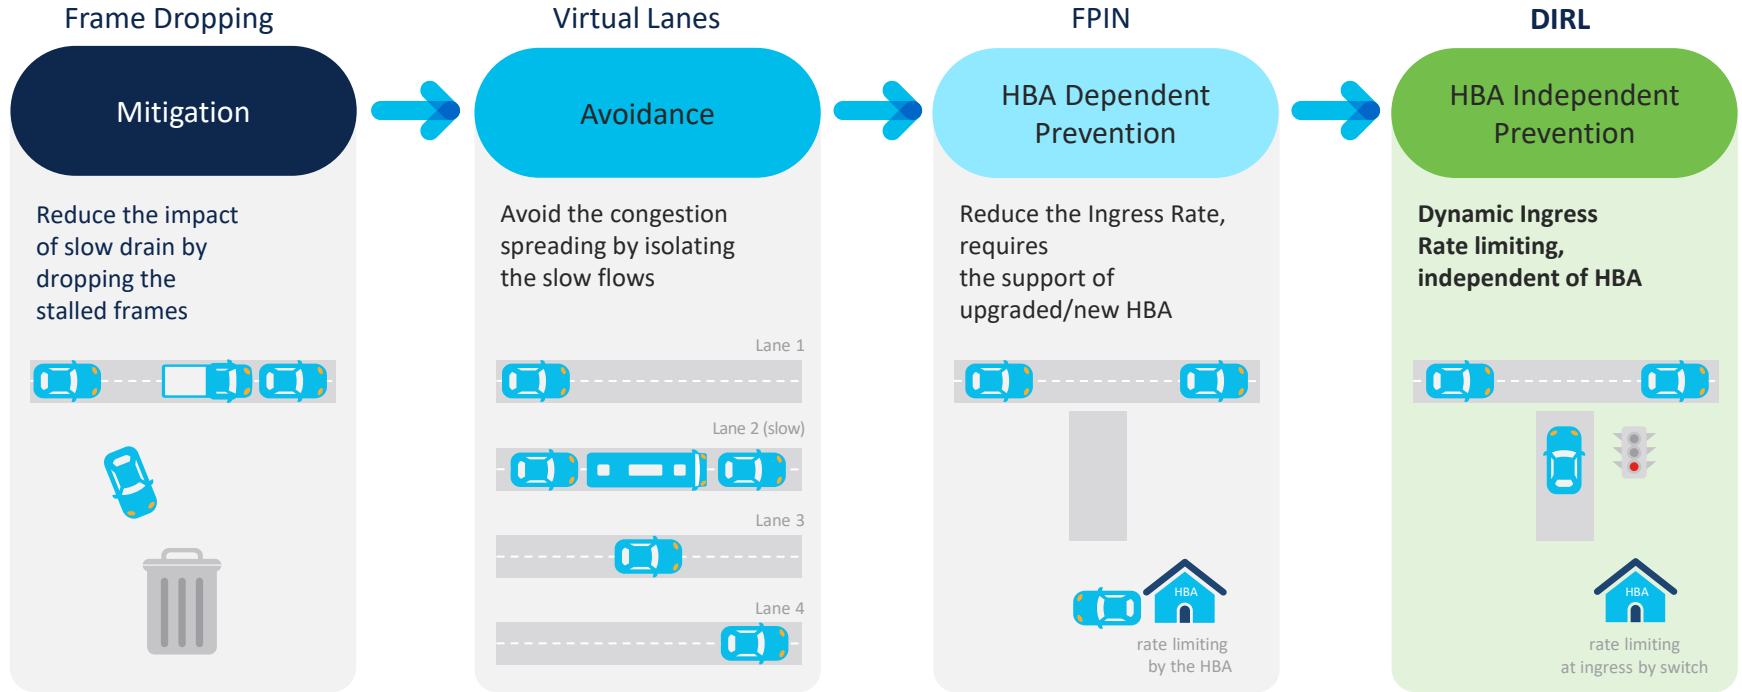 Frame Dropping
Mitigation
Reduce the impact
of slow drain by
dropping the
stalled frames
Virtual Lanes
Avoidance
Avoid the congestion
spreading by isolating
the slow flows
Lane 1
Lane 2 (slow)
Lane 3
Lane 4
FPIN
HBA Dependent
Prevention
Reduce the Ingress Rate,
requires
the support of
upgraded/new HBA
HBA
rate limiting
by the HBA
DIRL
HBA Independent
Prevention
Dynamic Ingress
Rate limiting,
independent of HBA
HBA
rate limiting
at ingress by switch